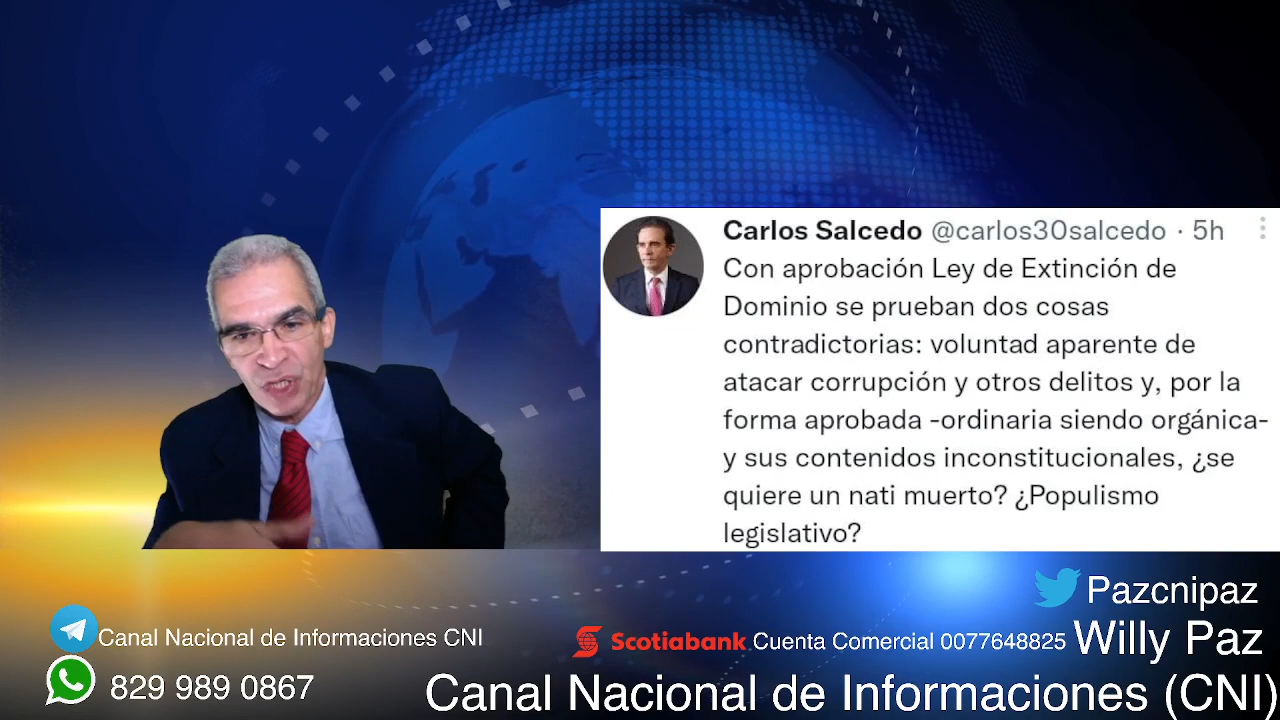 Carlos Salcedo @carlos30salcedo · 5h
Con aprobación Ley de Extinción de
Dominio se prueban dos cosas
contradictorias: voluntad aparente de
atacar corrupción y otros delitos y, por la
forma aprobada -ordinaria siendo orgánica-
y sus contenidos inconstitucionales, ¿se
quiere un nati muerto? ¿Populismo
legislativo?
Pazcnipaz
Canal Nacional de Informaciones CNI
Scotiabank Cuenta Comercial 0077648825 Willy Paz
829 989 0867
Canal Nacional de Informaciones (CNI)